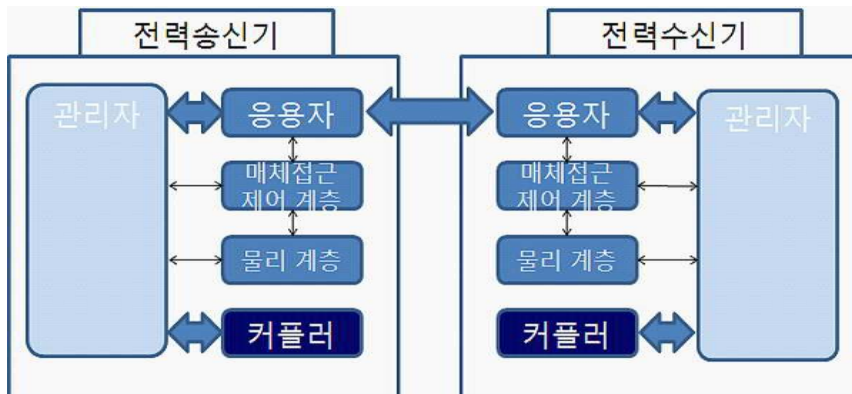 전력송신기
관리자
응용자
매체접근
제어 계층
물리 계층
커플러
전력수신기
응용자
관리자
매체접근
제어 계층
물리 계층
커플러